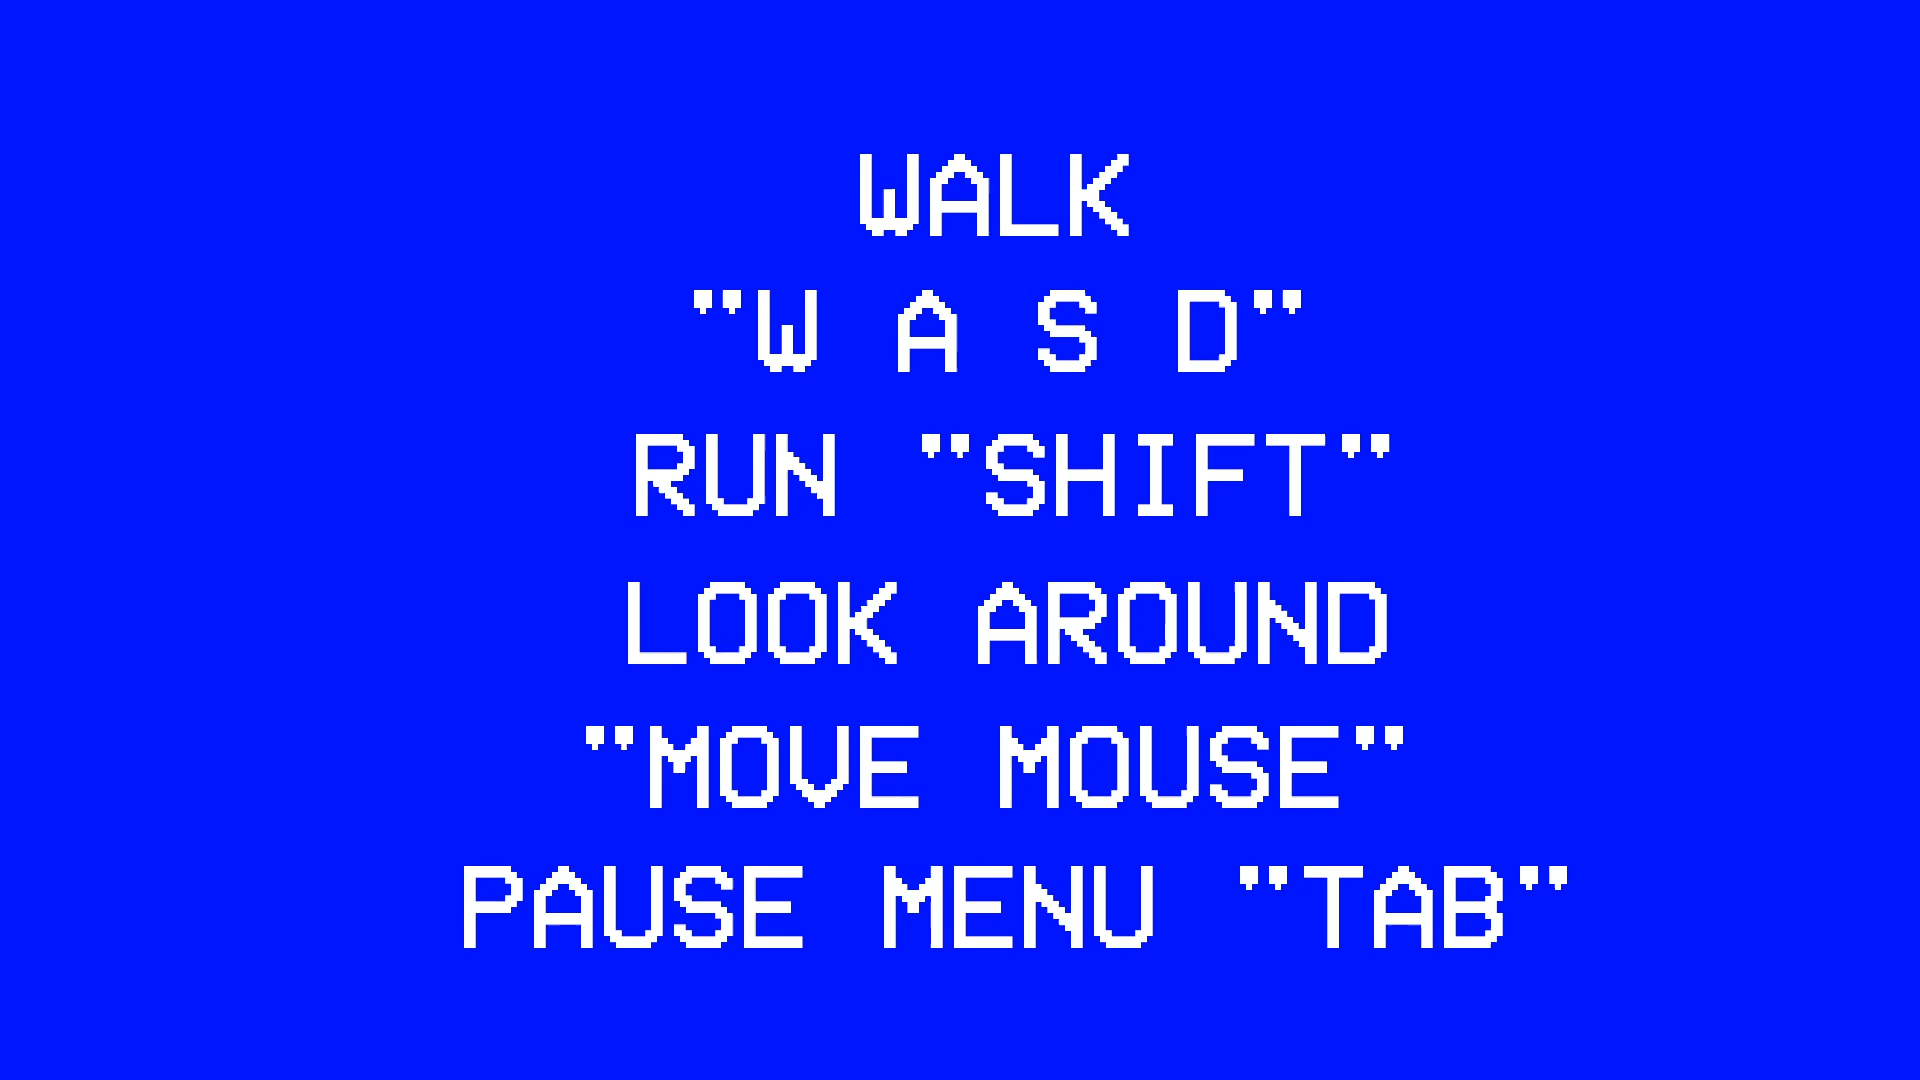 WALK
"W A S D"
RUN "SHIFT"
LOOK AROUND
"MOVE MOUSE"
PAUSE MENU "TAB"